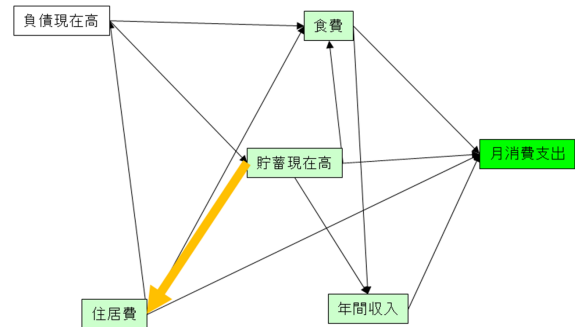 負債現在高
食費
月消費支出
貯蓄現在高
住居費
年間収入